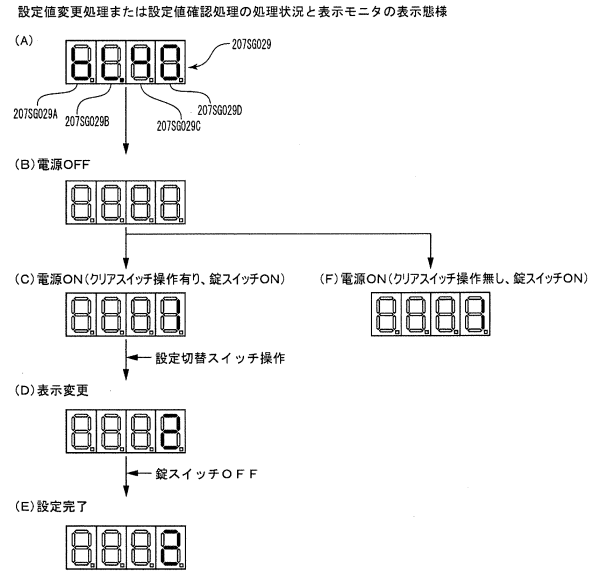 設定値変更処理または設定値確認処理の処理状況と表示モニタの表示態様
(A)
207SG029
207SG029A
207SG029B
207SG029C
207SG029D
(B)電源OFF
(C)電源ON(クリアスイッチ操作有り、錠スイッチON)
(F)電源ON(クリアスイッチ操作無し、錠スイッチON)
1
1
設定切替スイッチ操作
(D)表示変更
2
錠スイッチOFF
(E)設定完了
2